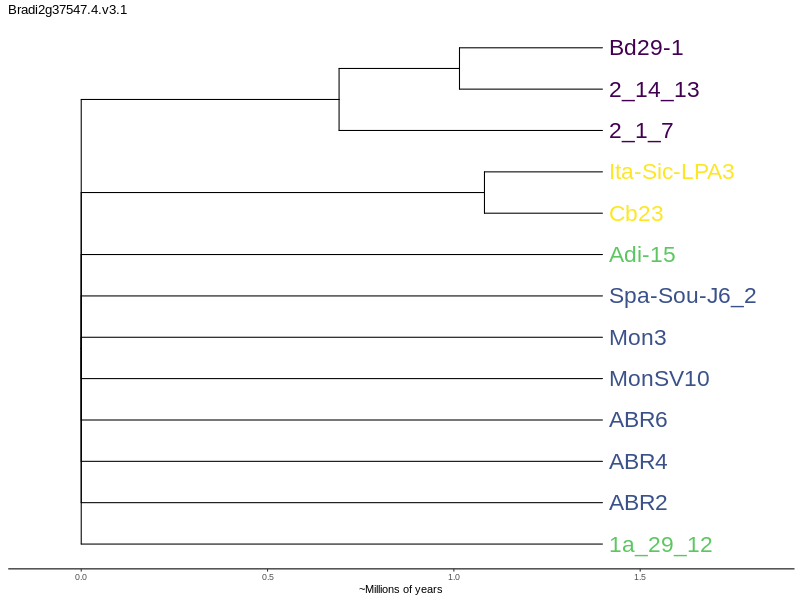 Bradi2g37547.4.v3.1
Bd29-1
2_14_13
2_1_7
Ita-Sic-LPA3
Cb23
Adi-15
Spa-Sou-J6_2
Mon3
MonSV10
ABR6
ABR4
ABR2
1a_29_12
0.0 0.5 1.0 1.5
~Millions of years